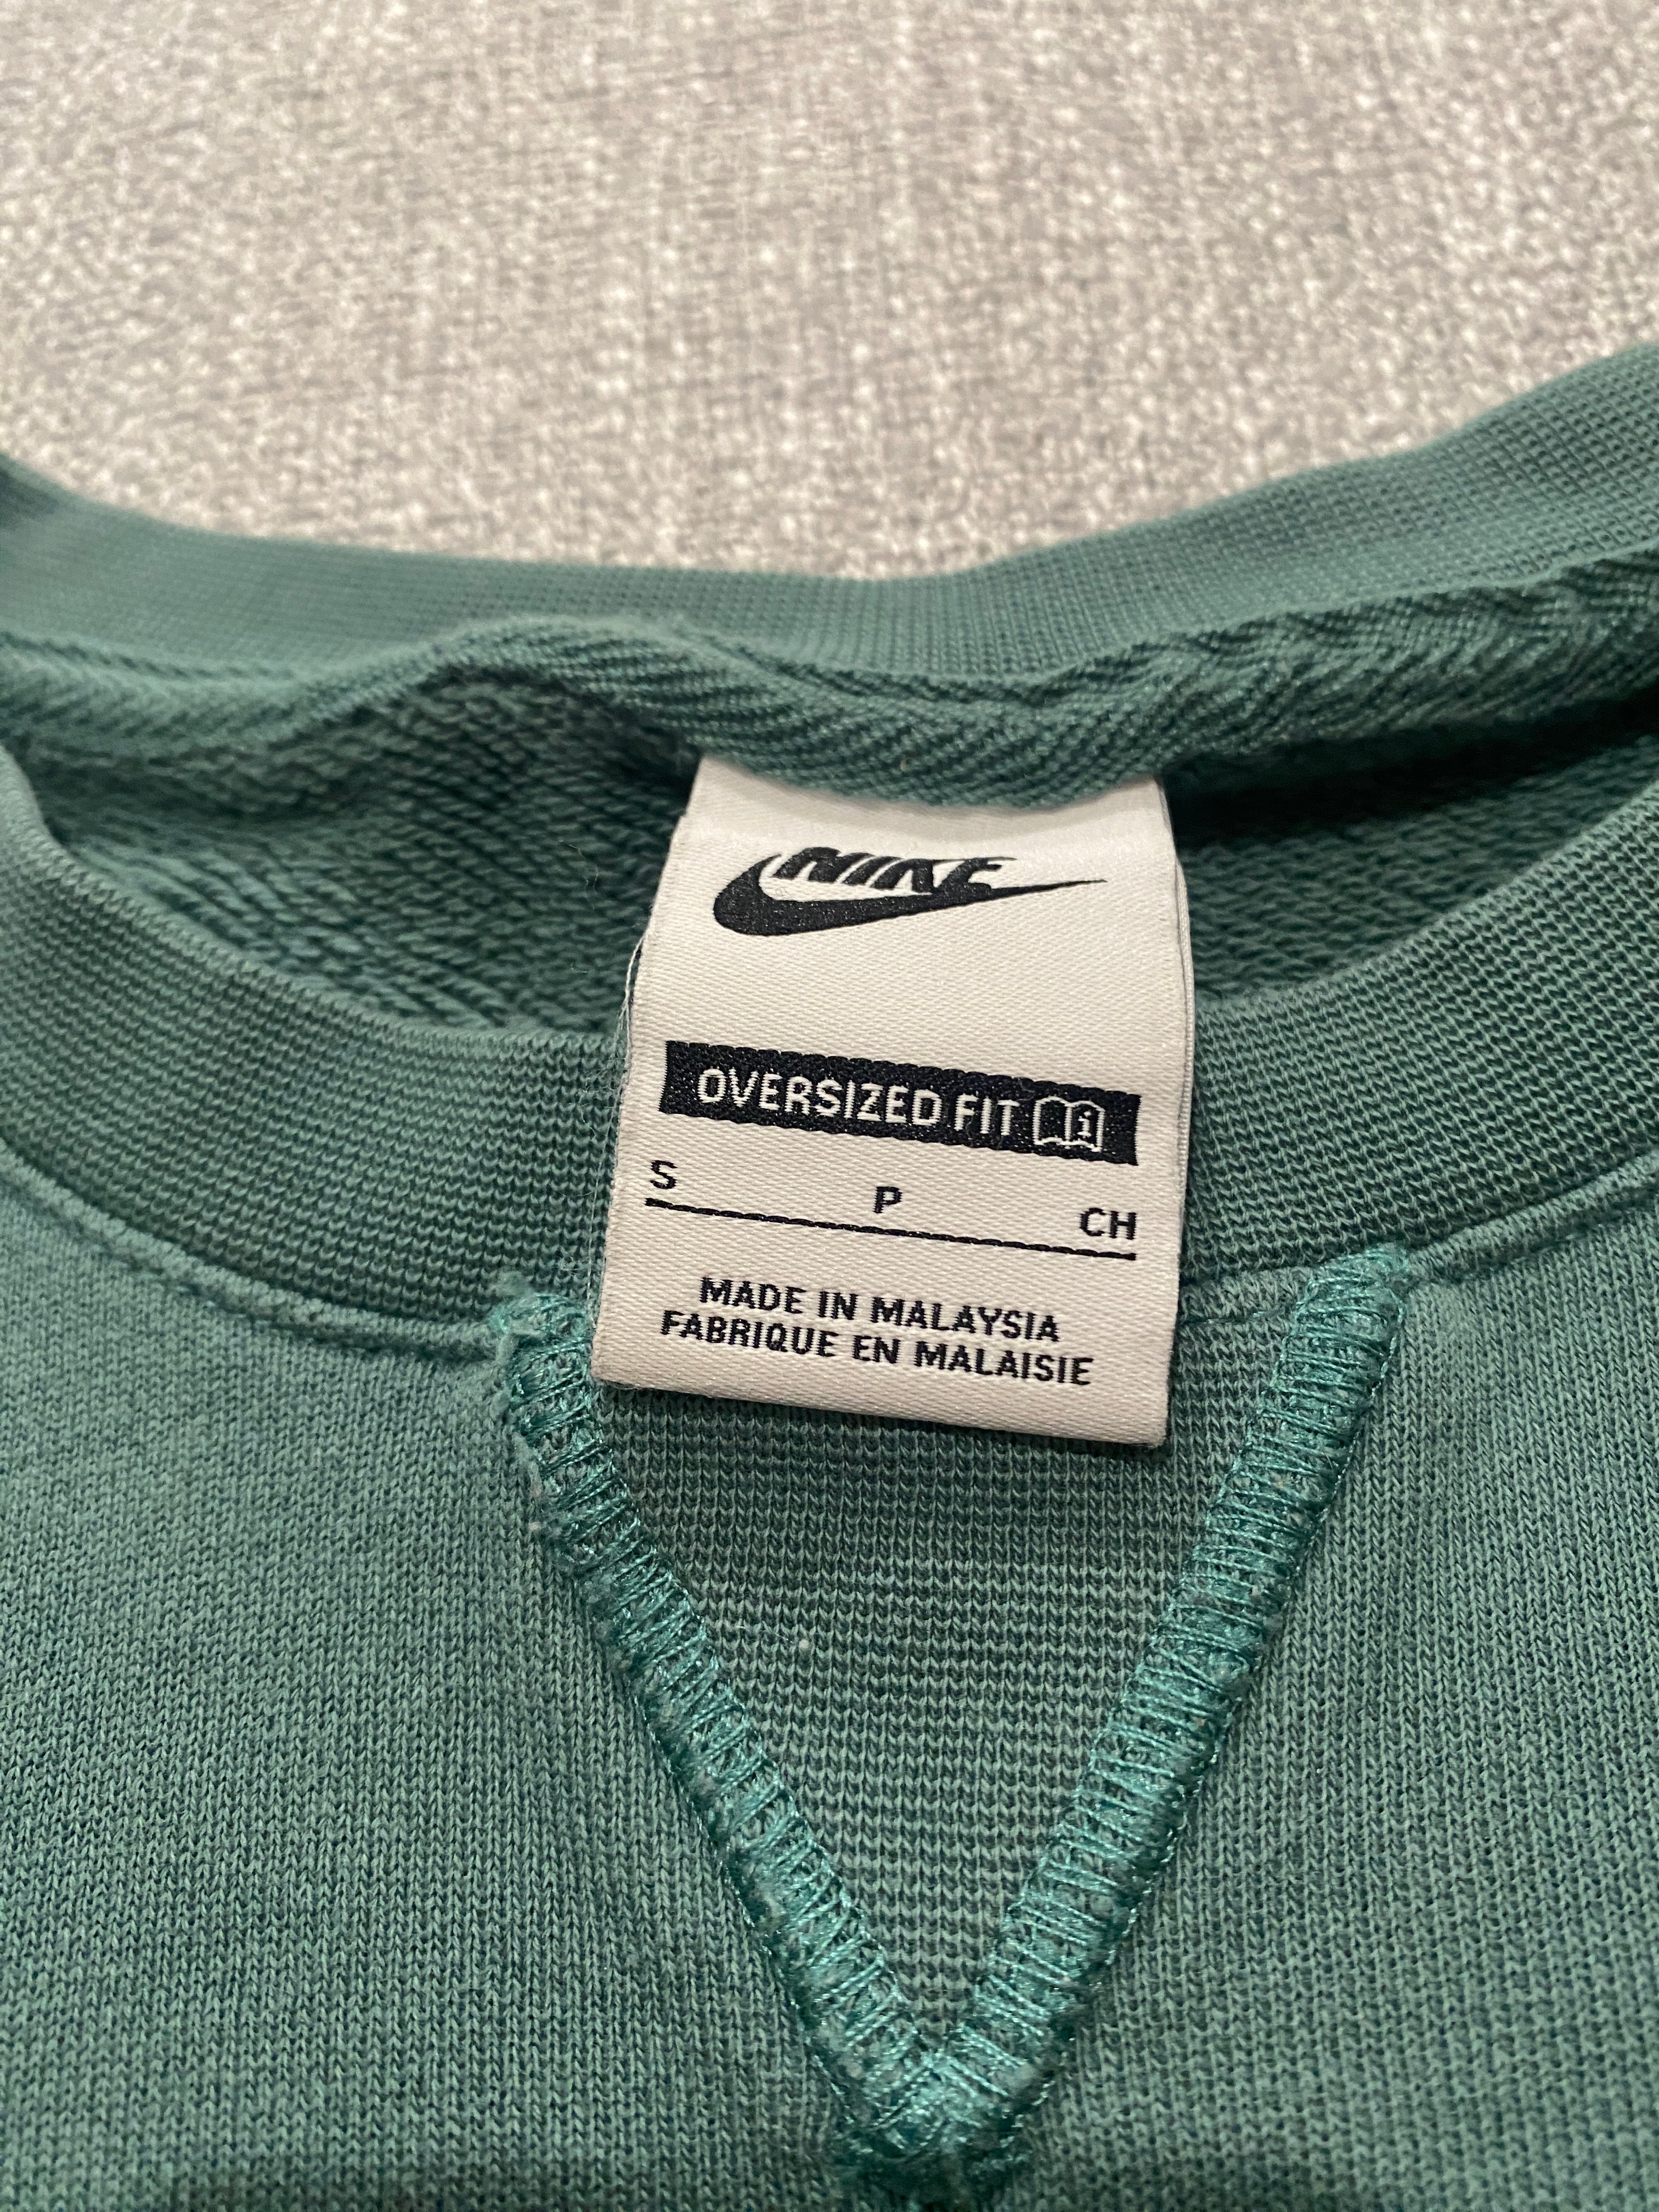 NIKE
OVERSIZED FIT
S P CH
MADE IN MALAYSIA
FABRIQUE EN MALAISIE